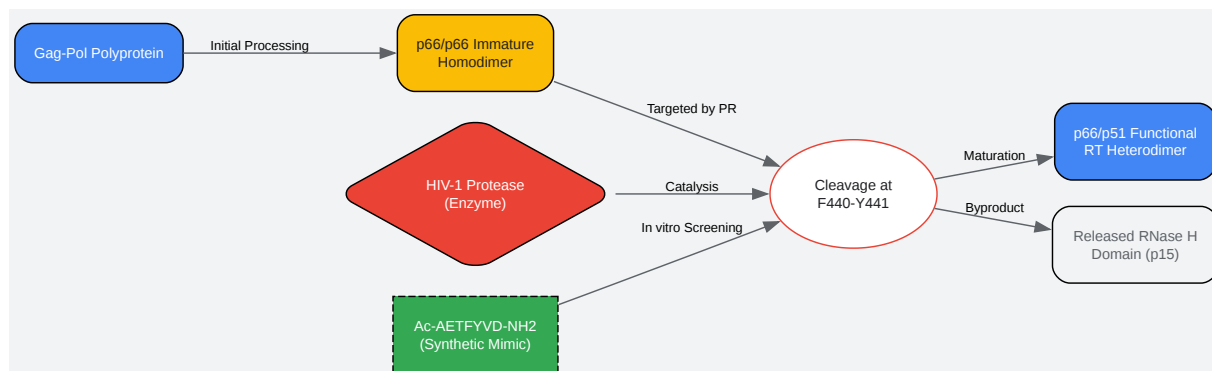 Gag-Pol Polyprotein
Initial Processing
p66/p66 Immature
Homodimer
Targeted by PR
HIV-1 Protease
(Enzyme)
Catalysis
In vitro Screening
Ac-AETFYVD-NH2
(Synthetic Mimic)
Cleavage at
F440-Y441
Maturation
p66/p51 Functional
RT Heterodimer
Byproduct
Released RNase H
Domain (p15)